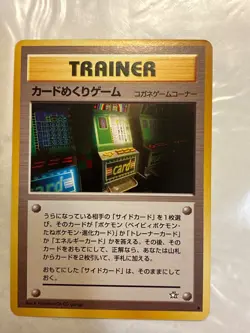 TRAINER
カードめくりゲーム コガネゲームコーナー
card
card
うらになっている相手の「サイドカード」を1枚選
び、そのカードがポケモン(ベイビィポケモン・
たねポケモン・進化カード)か「トレーナーカード」
か「エネルギーカード」かを答える。その後、その
カードをおもてにし、正解なら、あなたは山札
からカードを2枚引いて、手札に加える。
おもてにした「サイドカード」は、そのままにして
おく。
N